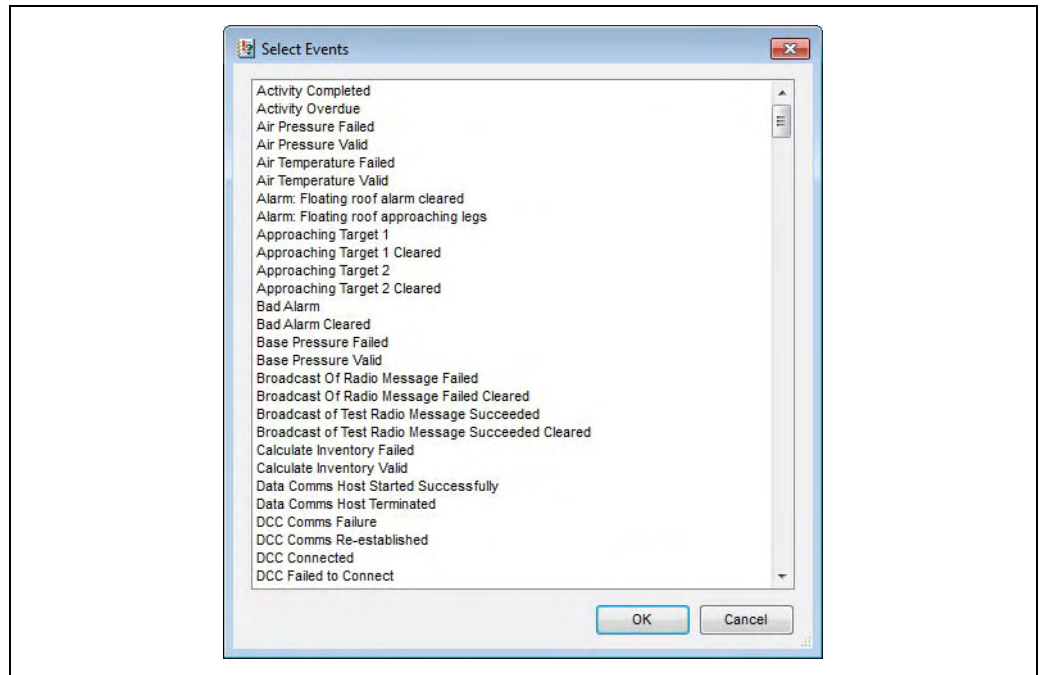 Select Events
Activity Completed
Activity Overdue
Air Pressure Failed
Air Pressure Valid
Air Temperature Failed
Air Temperature Valid
Alarm: Floating roof alarm cleared
Alarm: Floating roof approaching legs
Approaching Target 1
Approaching Target 1 Cleared
Approaching Target 2
Approaching Target 2 Cleared
Bad Alarm
Bad Alarm Cleared
Base Pressure Failed
Base Pressure Valid
Broadcast Of Radio Message Failed
Broadcast Of Radio Message Failed Cleared
Broadcast of Test Radio Message Succeeded
Broadcast of Test Radio Message Succeeded Cleared
Calculate Inventory Failed
Calculate Inventory Valid
Data Comms Host Started Successfully
Data Comms Host Terminated
DCC Comms Failure
DCC Comms Re-established
DCC Connected
DCC Failed to Connect
OK Cancel